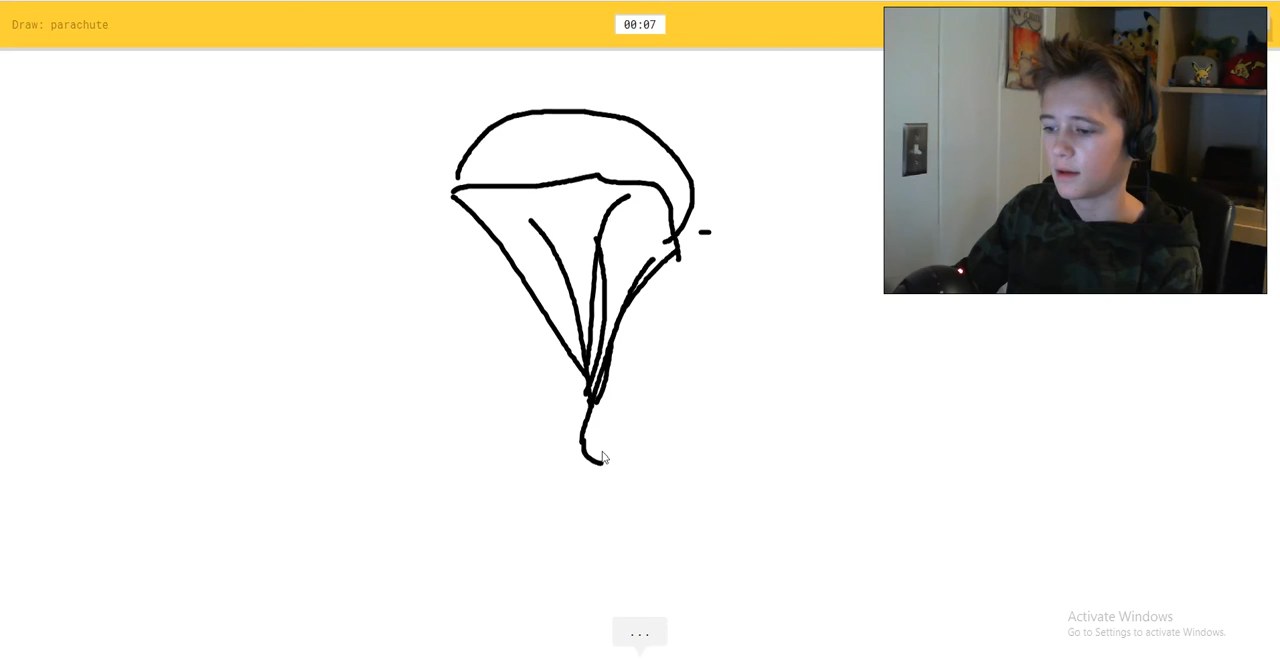 Draw: parachute
00:07
...
Activate Windows
Go to Settings to activate Windows.